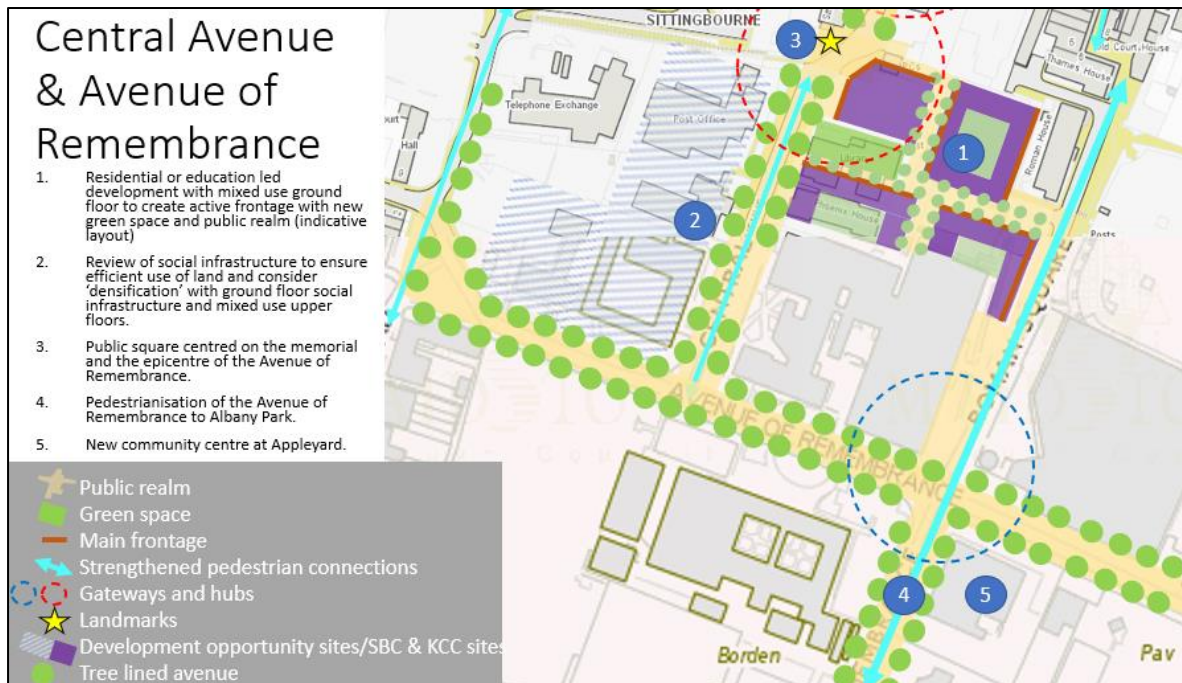 Central Avenue
& Avenue of
Remembrance
1. Residential or education led
development with mixed use ground
floor to create active frontage with new
green space and public realm (indicative
layout)
2. Review of social infrastructure to ensure
efficient use of land and consider
‘densification’ with ground floor social
infrastructure and mixed use upper
floors.
3. Public square centred on the memorial
and the epicentre of the Avenue of
Remembrance.
4. Pedestrianisation of the Avenue of
Remembrance to Albany Park.
5. New community centre at Appleyard.
Public realm
Green space
Main frontage
Strengthened pedestrian connections
Gateways and hubs
Landmarks
Development opportunity sites/SBC & KCC sites
Tree lined avenue
SITTINGBOURNE
3
Old Court House
Thames House
Telephone Exchange
Post Office
Hall
9
Library
1
Roman House
2
Posts
AVENUE OF REMEMBRANCE
4
5
Borden
Pav